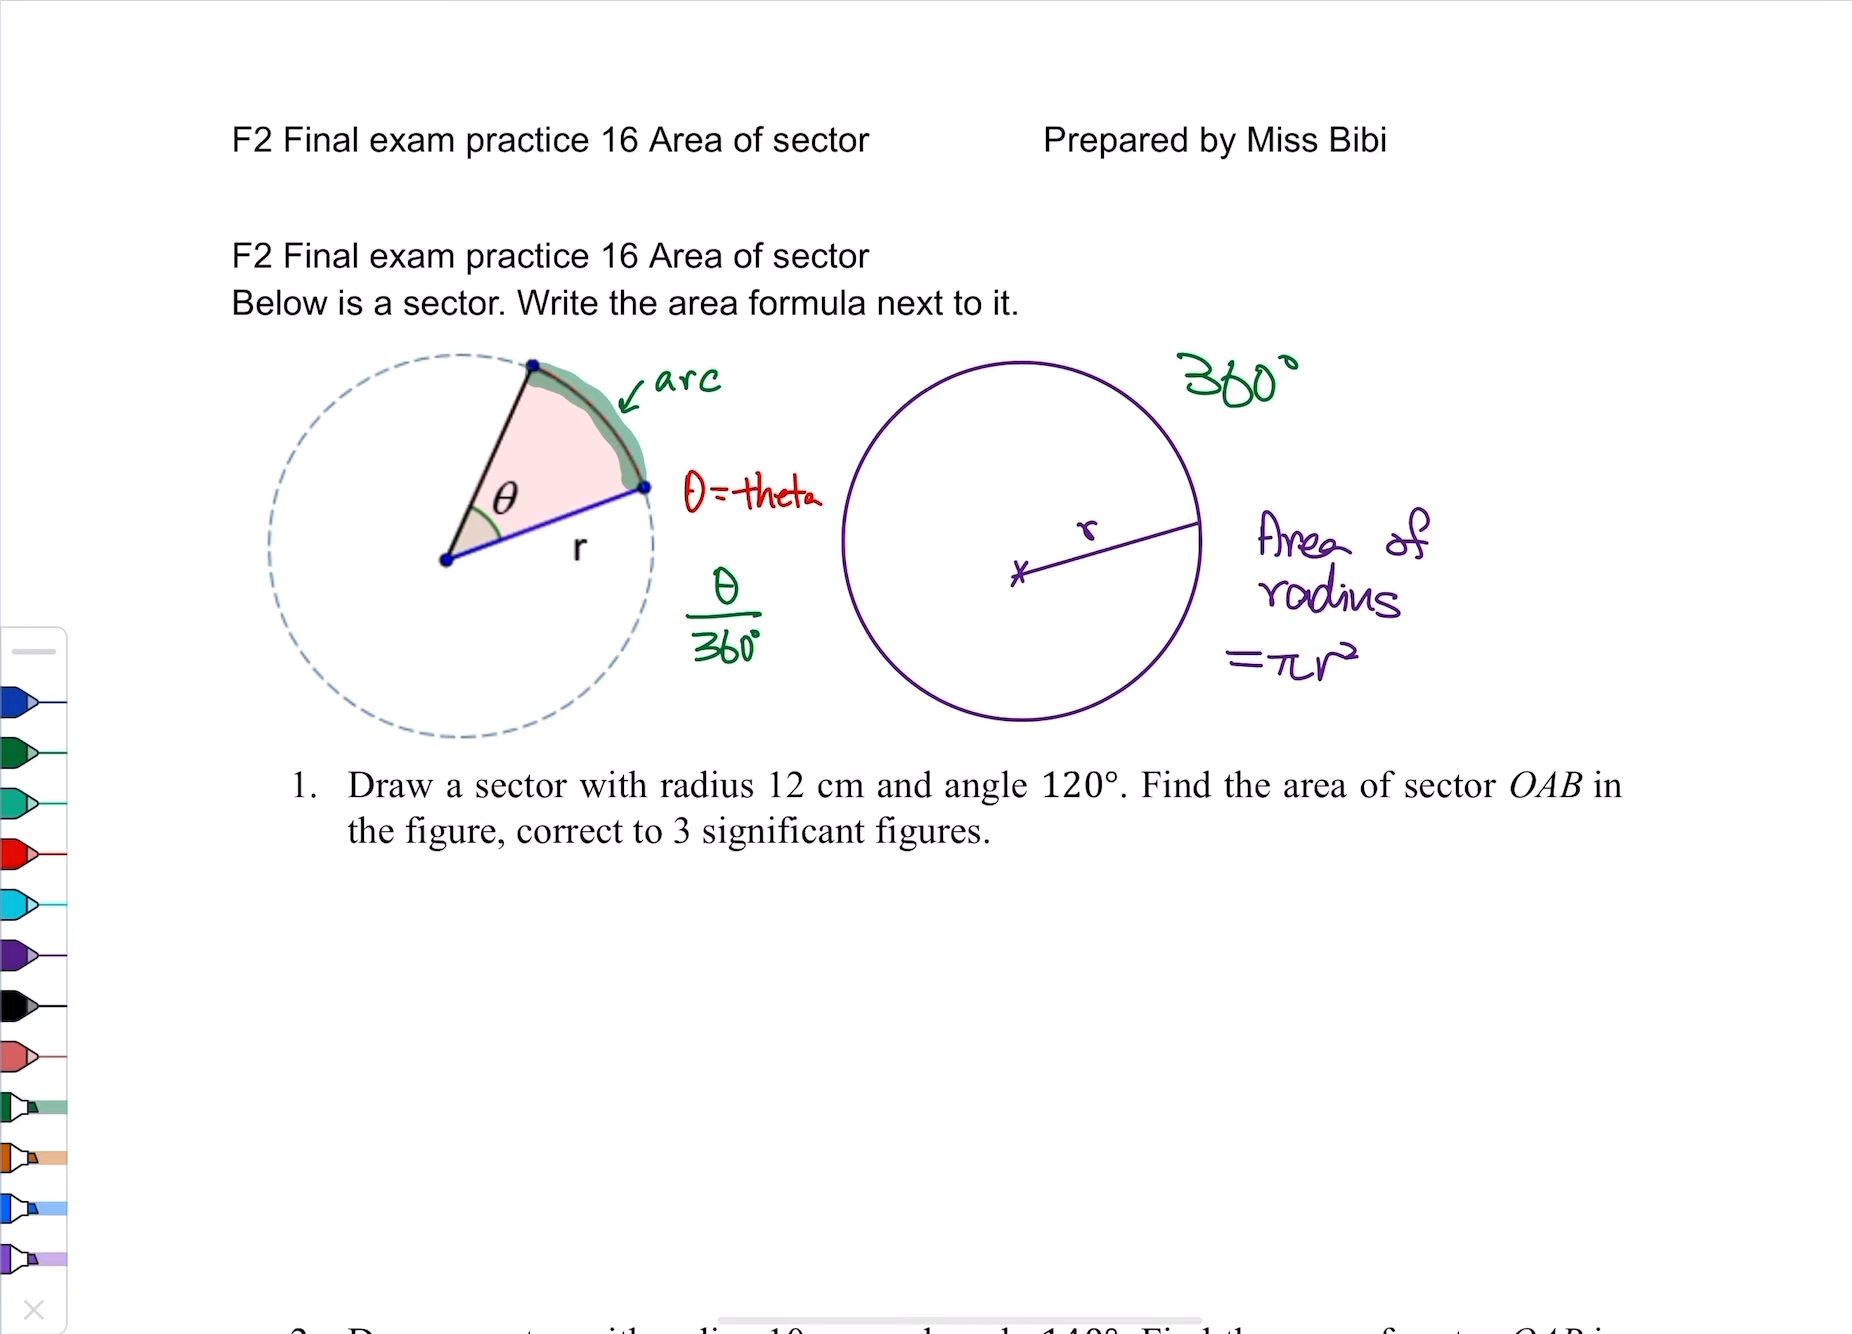 F2 Final exam practice 16 Area of sector Prepared by Miss Bibi
F2 Final exam practice 16 Area of sector
Below is a sector. Write the area formula next to it.
arc
360°
θ
θ=theta
r
r
Area of
radius
=πr²
θ
360°
1. Draw a sector with radius 12 cm and angle 120°. Find the area of sector OAB in
the figure, correct to 3 significant figures.